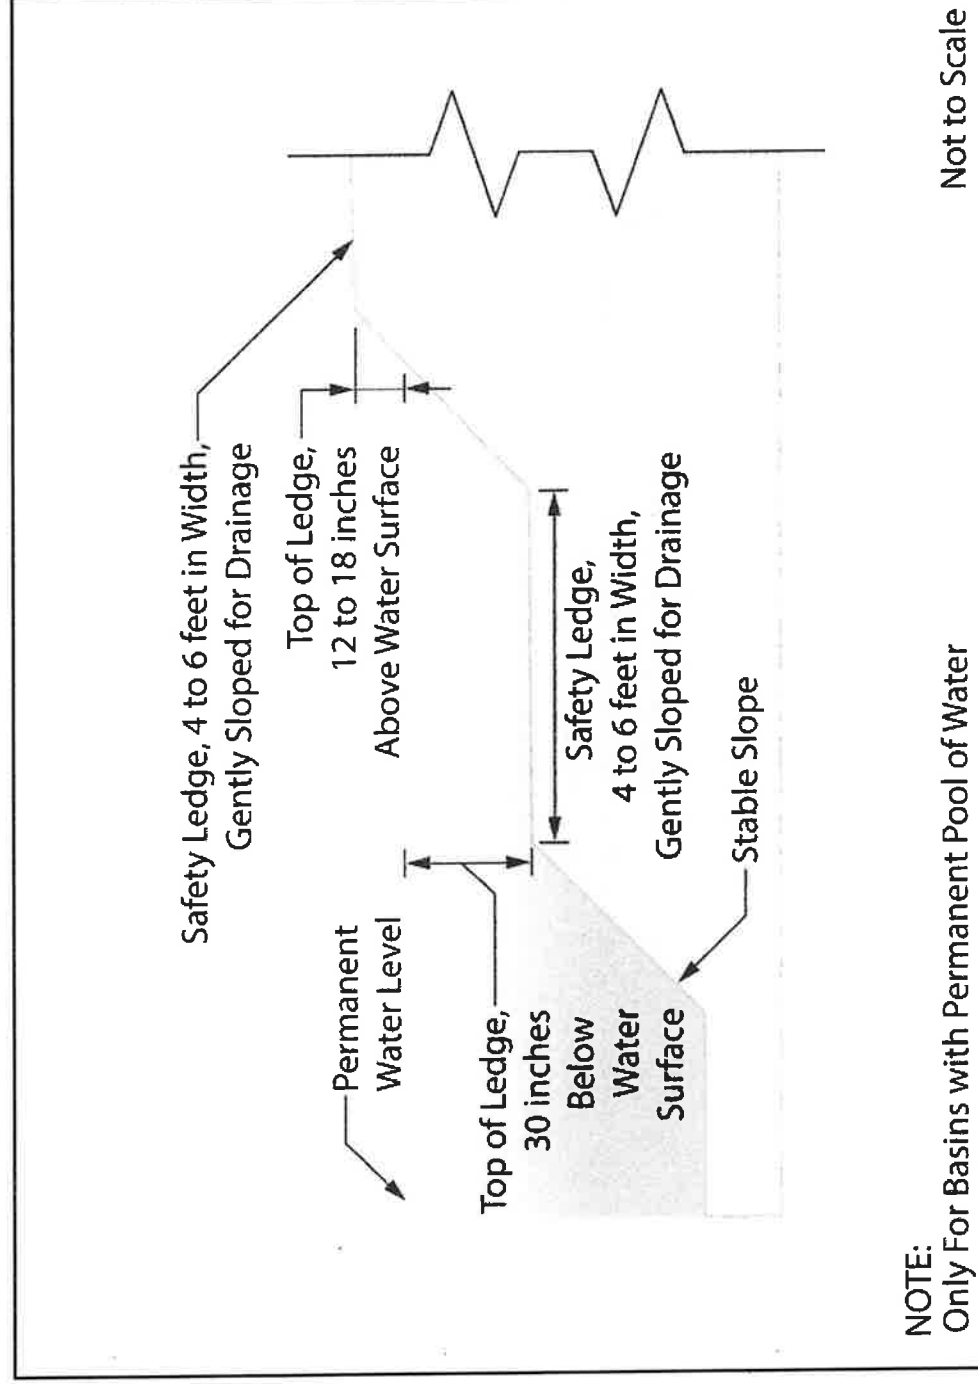 Safety Ledge, 4 to 6 feet in Width,
Gently Sloped for Drainage
Top of Ledge,
12 to 18 inches
Above Water Surface
Permanent
Water Level
Top of Ledge,
30 inches
Below
Water
Surface
Safety Ledge,
4 to 6 feet in Width,
Gently Sloped for Drainage
Stable Slope
NOTE:
Only For Basins with Permanent Pool of Water
Not to Scale